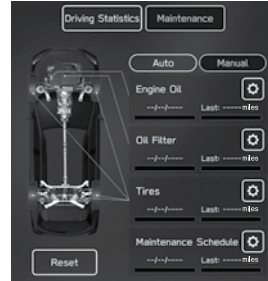 Driving Statistics Maintenance
Auto Manual
Engine Oil
--/--/---- Last: -----miles
Oil Filter
--/--/---- Last: -----miles
Tires
--/--/---- Last: -----miles
Maintenance Schedule
--/--/---- Last: -----miles
Reset